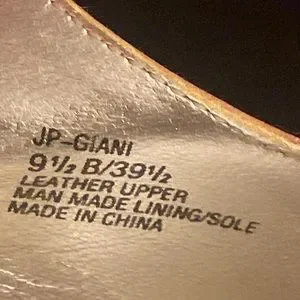 JP-GIANI
9½ B/39½
LEATHER UPPER
MAN MADE LINING/SOLE
MADE IN CHINA